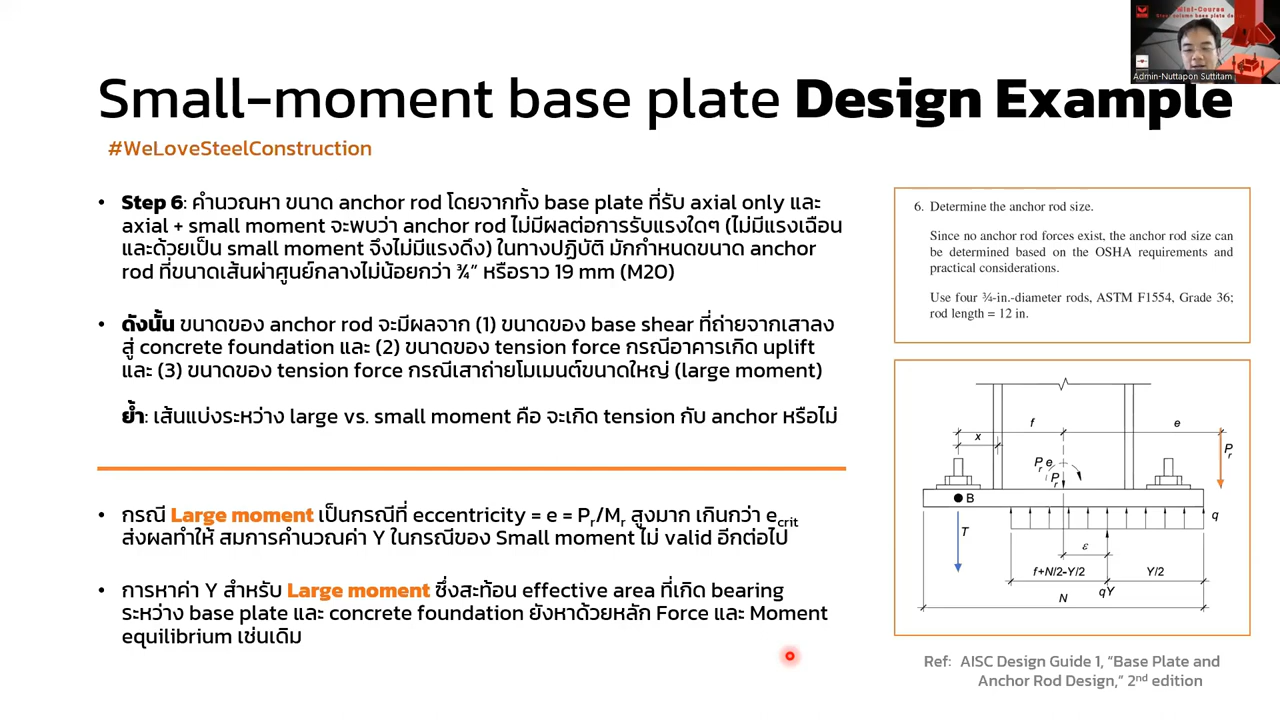 Mini-Course
Steel column base plate design
Admin-Nuttapon Suttitam
Small-moment base plate Design Example
#WeLoveSteelConstruction
• Step 6: คำนวณหา ขนาด anchor rod โดยจากทั้ง base plate ที่รับ axial only และ
axial + small moment จะพบว่า anchor rod ไม่มีผลต่อการรับแรงใดๆ (ไม่มีแรงเฉือน
และด้วยเป็น small moment จึงไม่มีแรงดึง) ในทางปฏิบัติ มักกำหนดขนาด anchor
rod ที่ขนาดเส้นผ่าศูนย์กลางไม่น้อยกว่า ¾” หรือราว 19 mm (M20)
• ดังนั้น ขนาดของ anchor rod จะมีผลจาก (1) ขนาดของ base shear ที่ถ่ายจากเสาลง
สู่ concrete foundation และ (2) ขนาดของ tension force กรณีอาคารเกิด uplift
และ (3) ขนาดของ tension force กรณีเสาถ่ายโมเมนต์ขนาดใหญ่ (large moment)
ย้ำ: เส้นแบ่งระหว่าง large vs. small moment คือ จะเกิด tension กับ anchor หรือไม่
• กรณี Large moment เป็นกรณีที่ eccentricity = e = Pr/Mr สูงมาก เกินกว่า ecrit
ส่งผลทำให้ สมการคำนวณค่า Y ในกรณีของ Small moment ไม่ valid อีกต่อไป
• การหาค่า Y สำหรับ Large moment ซึ่งสะท้อน effective area ที่เกิด bearing
ระหว่าง base plate และ concrete foundation ยังหาด้วยหลัก Force และ Moment
equilibrium เช่นเดิม
6. Determine the anchor rod size.
Since no anchor rod forces exist, the anchor rod size can
be determined based on the OSHA requirements and
practical considerations.
Use four ¾-in.-diameter rods, ASTM F1554, Grade 36;
rod length = 12 in.
f
e
x
Pr e
Pr
Pr
B
q
T
ε
f+N/2-Y/2
Y/2
qY
N
Ref: AISC Design Guide 1, “Base Plate and
Anchor Rod Design,” 2nd edition